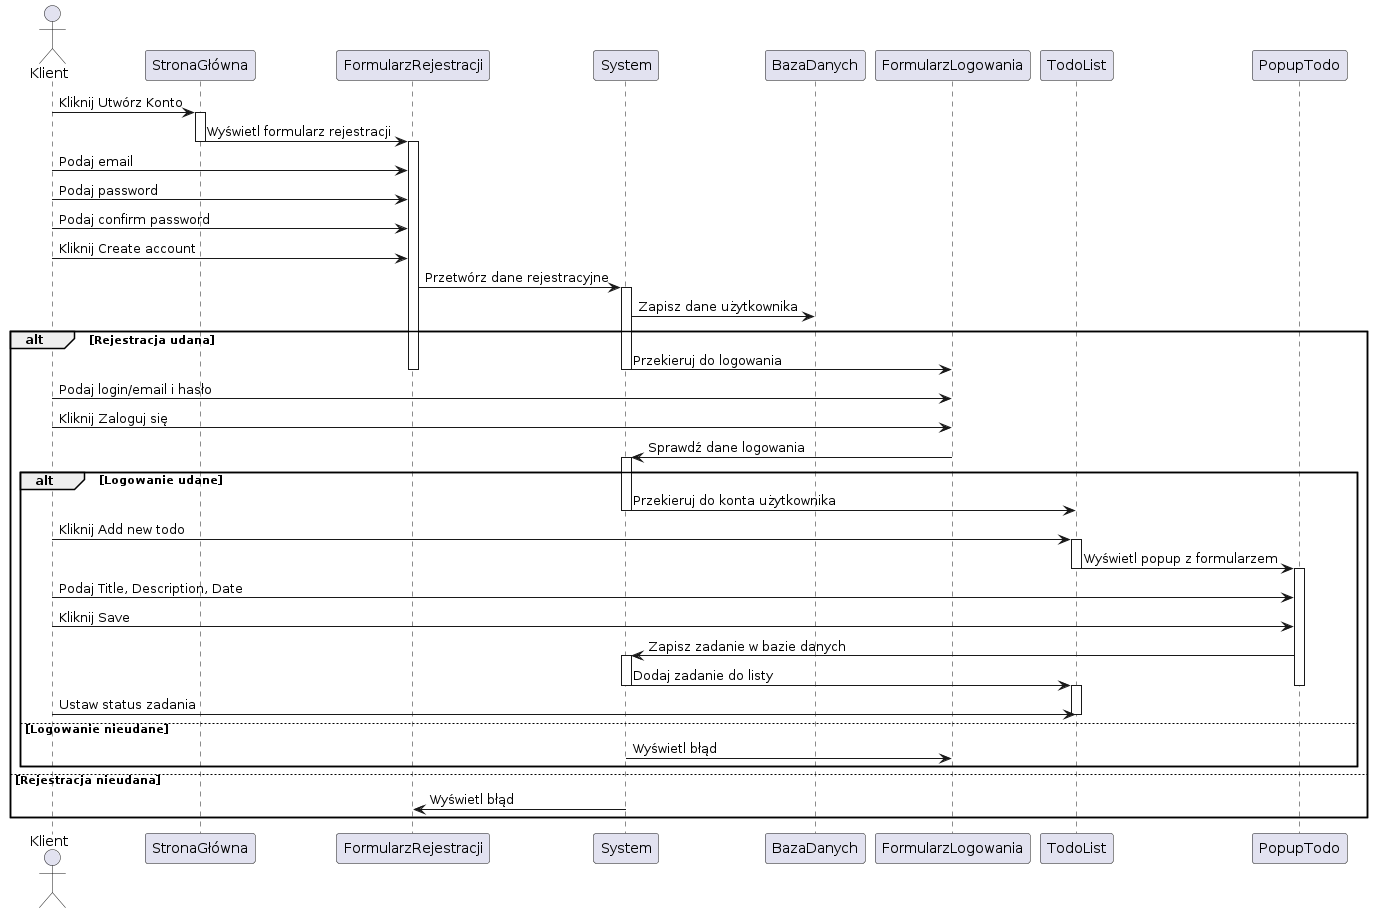 Klient
StronaGłówna
FormularzRejestracji
System
BazaDanych
FormularzLogowania
TodoList
PopupTodo
Kliknij Utwórz Konto
Wyświetl formularz rejestracji
Podaj email
Podaj password
Podaj confirm password
Kliknij Create account
Przetwórz dane rejestracyjne
Zapisz dane użytkownika
alt [Rejestracja udana]
Przekieruj do logowania
Podaj login/email i hasło
Kliknij Zaloguj się
Sprawdź dane logowania
alt [Logowanie udane]
Przekieruj do konta użytkownika
Kliknij Add new todo
Wyświetl popup z formularzem
Podaj Title, Description, Date
Kliknij Save
Zapisz zadanie w bazie danych
Dodaj zadanie do listy
Ustaw status zadania
[Logowanie nieudane]
Wyświetl błąd
[Rejestracja nieudana]
Wyświetl błąd
Klient
StronaGłówna
FormularzRejestracji
System
BazaDanych
FormularzLogowania
TodoList
PopupTodo